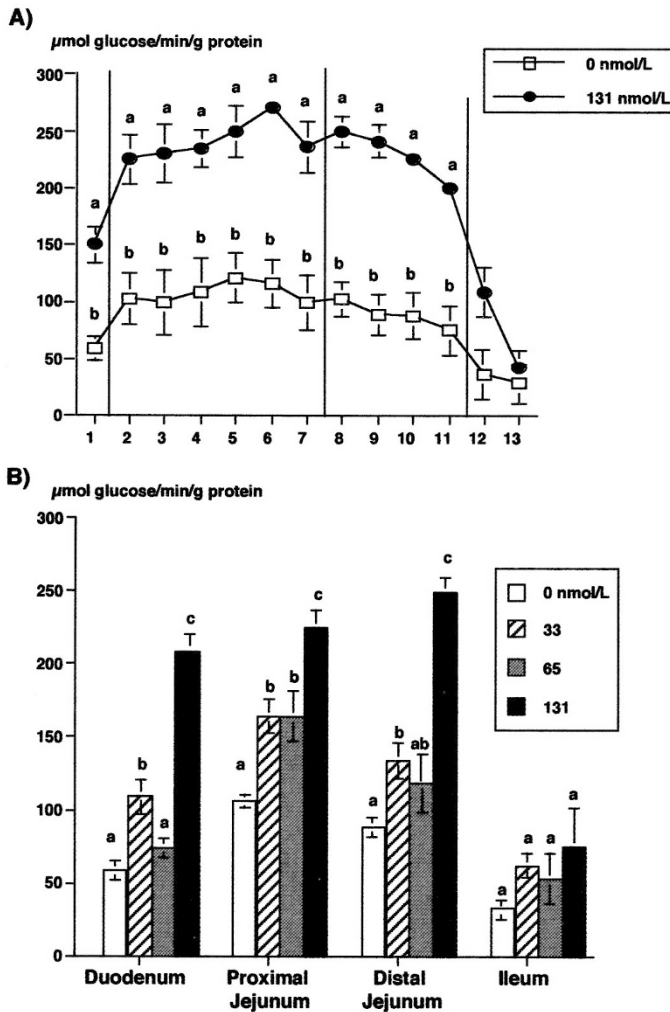 A)
µmol glucose/min/g protein
0 nmol/L
131 nmol/L
300
250
200
150
100
50
0
a a a a a a a a a a a
b b b b b b b b b b b
1 2 3 4 5 6 7 8 9 10 11 12 13
B)
µmol glucose/min/g protein
300
250
200
150
100
50
0
0 nmol/L
33
65
131
a b a c
a b b c
a b ab c
a a a a
Duodenum Proximal Jejunum Distal Jejunum Ileum